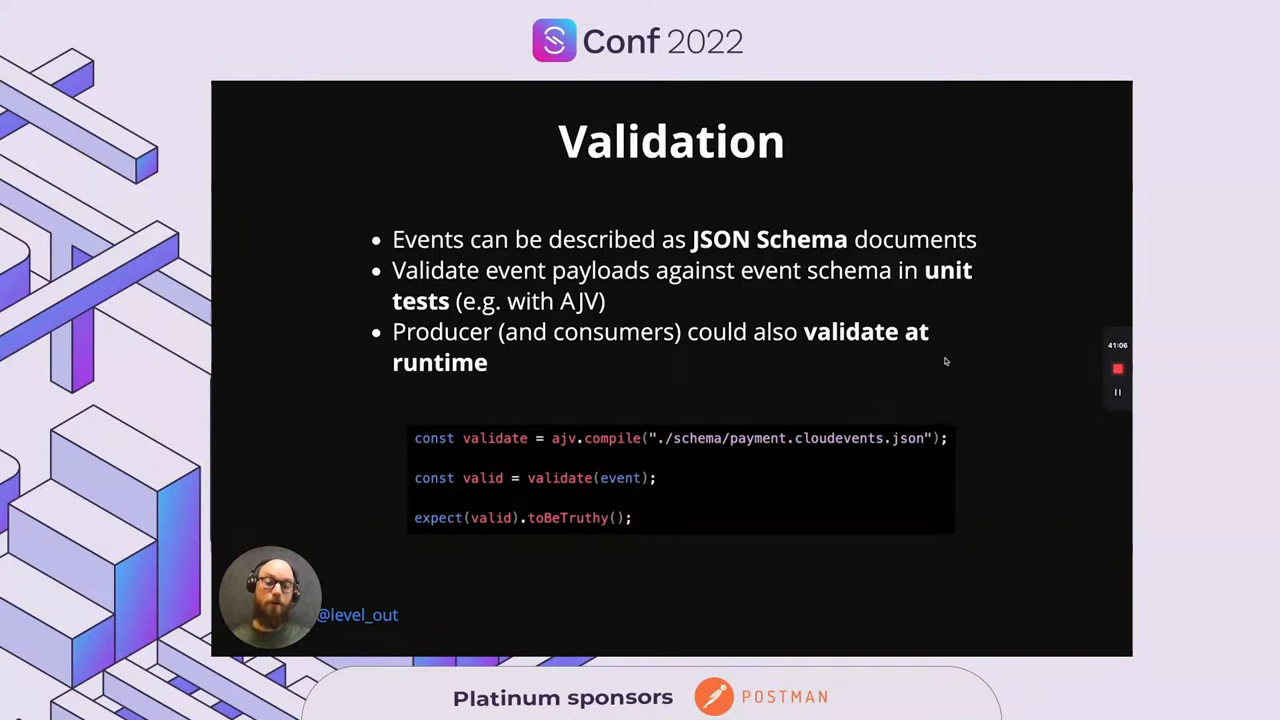 Conf 2022
Validation
• Events can be described as JSON Schema documents
• Validate event payloads against event schema in unit
tests (e.g. with AJV)
• Producer (and consumers) could also validate at
runtime
41:06
const validate = ajv.compile("./schema/payment.cloudevents.json");
const valid = validate(event);
expect(valid).toBeTruthy();
@level_out
Platinum sponsors POSTMAN